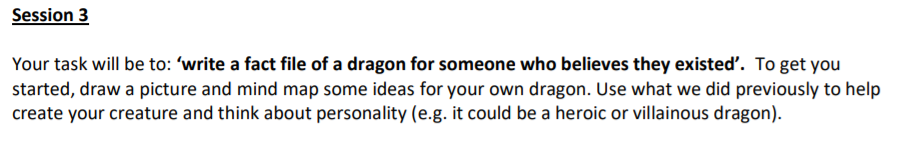 Session 3
Your task will be to: ‘write a fact file of a dragon for someone who believes they existed’.  To get you
started, draw a picture and mind map some ideas for your own dragon. Use what we did previously to help
create your creature and think about personality (e.g. it could be a heroic or villainous dragon).